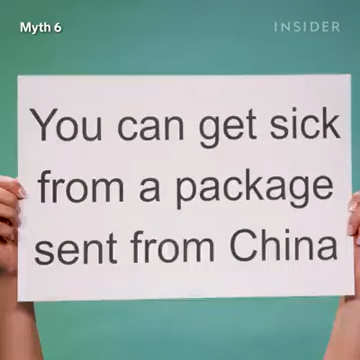 Myth 6
INSIDER
You can get sick
from a package
sent from China